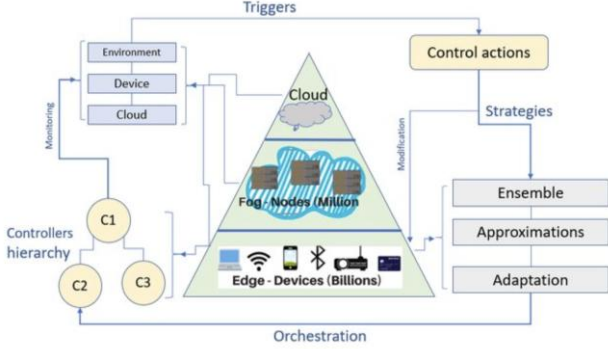 Triggers
Environment
Device
Cloud
Monitoring
Control actions
Strategies
Modification
Cloud
Fog - Nodes (Million
Ensemble
Approximations
Adaptation
C1
Controllers
hierarchy
C2
C3
Edge - Devices (Billions)
Orchestration